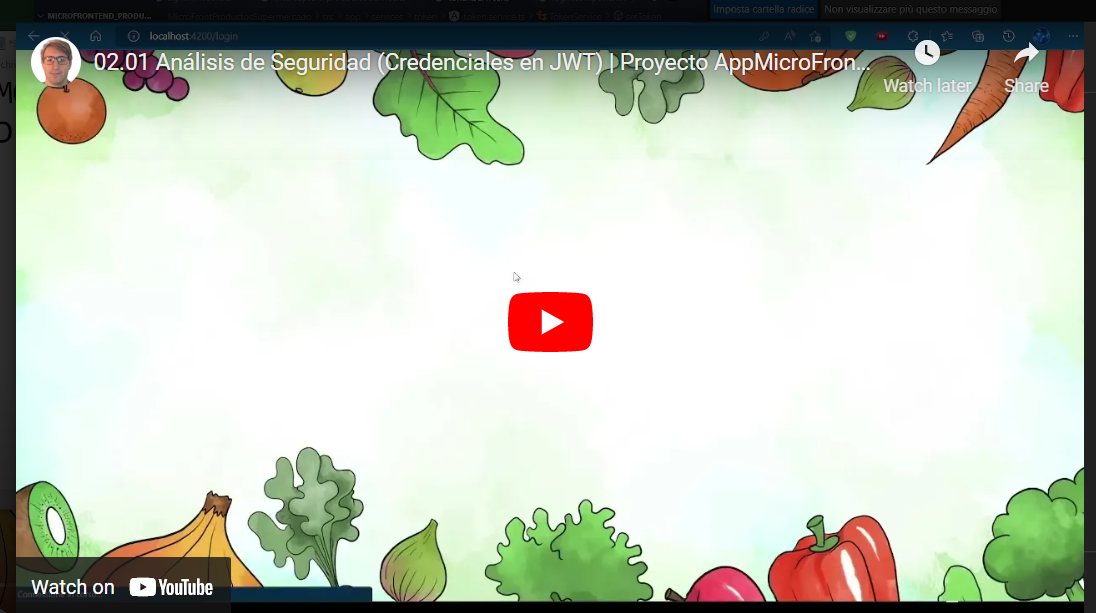 MICROFRONTEND_PRODU...
Imposta cartella radice
Non visualizzare più questo messaggio
localhost:4200/login
02.01 Análisis de Seguridad (Credenciales en JWT) | Proyecto AppMicroFron...
Watch later
Share
Watch on YouTube